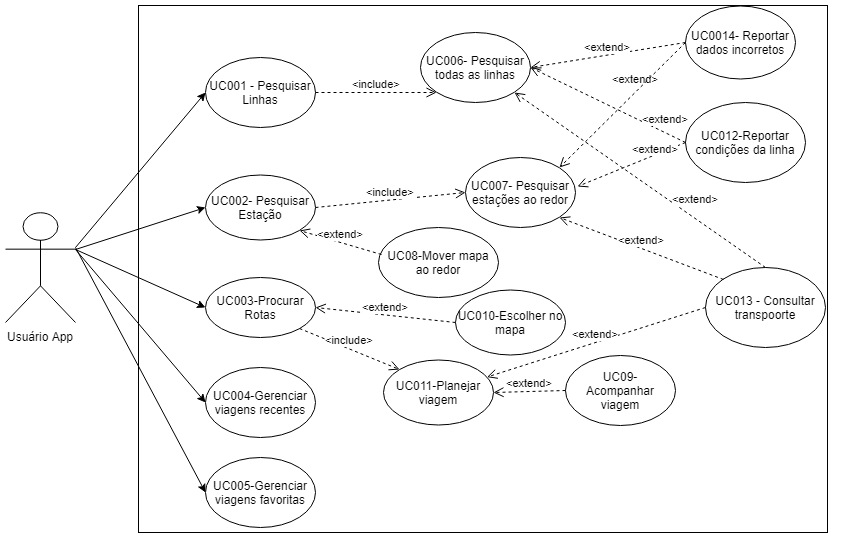 UC0014- Reportar
dados incorretos
<extend>
UC006- Pesquisar
todas as linhas
UC001 - Pesquisar
Linhas
<include>
<extend>
<extend>
UC012-Reportar
condições da linha
<extend>
UC007- Pesquisar
estações ao redor
<include>
UC002- Pesquisar
Estação
<extend>
<extend>
<extend>
UC08-Mover mapa
ao redor
UC003-Procurar
Rotas
<extend>
UC010-Escolher no
mapa
UC013 - Consultar
transpoorte
Usuário App
<include>
<extend>
UC011-Planejar
viagem
<extend>
UC09-
Acompanhar
viagem
UC004-Gerenciar
viagens recentes
UC005-Gerenciar
viagens favoritas